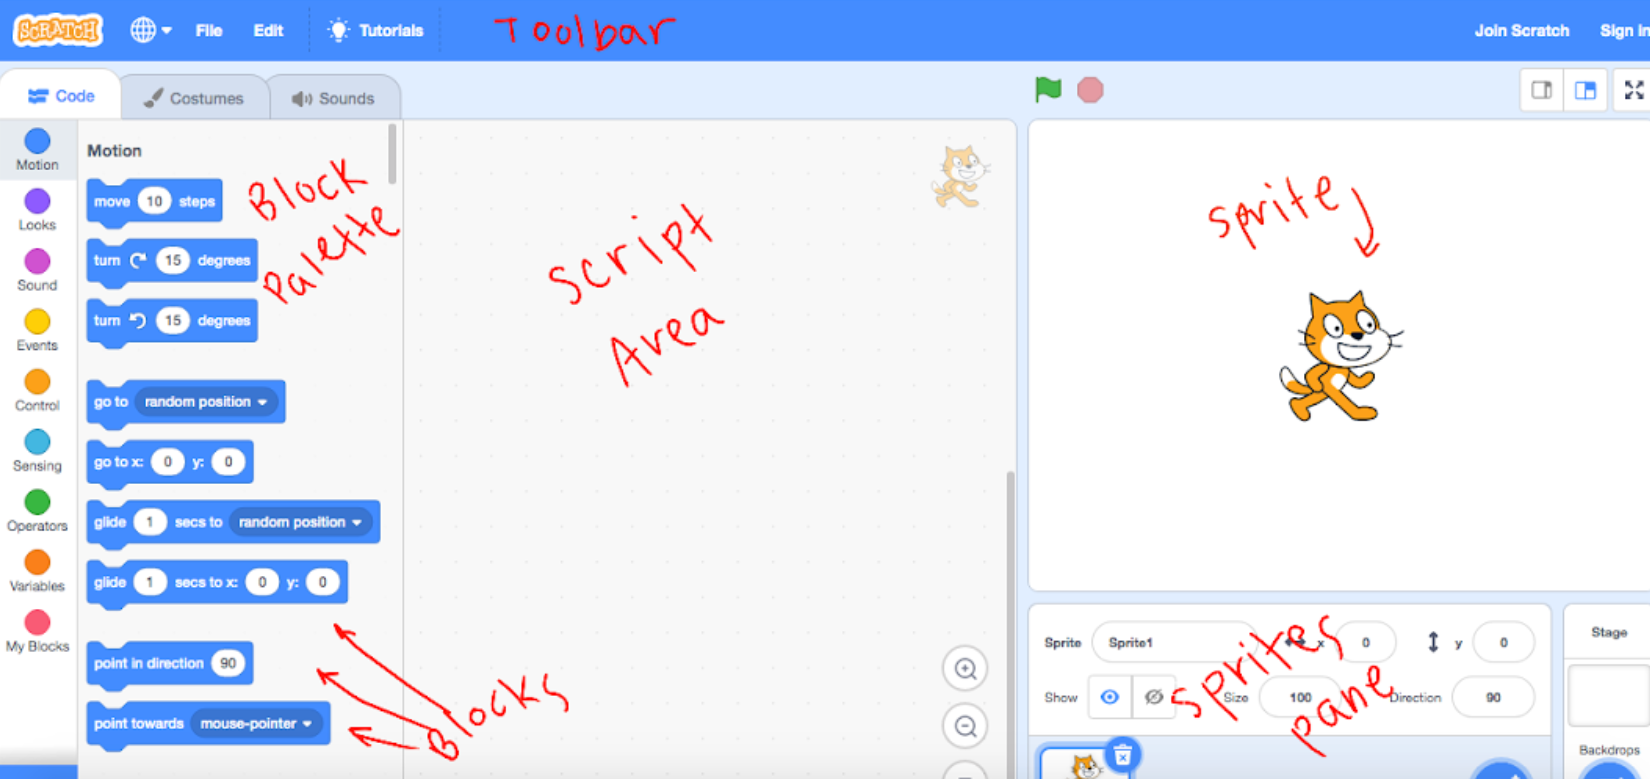 SCRATCH File Edit Tutorials Toolbar Join Scratch Sign in
Code Costumes Sounds
Motion
Looks
Sound
Events
Control
Sensing
Operators
Variables
My Blocks
Motion
move 10 steps
turn 15 degrees
turn 15 degrees
go to random position
go to x: 0 y: 0
glide 1 secs to random position
glide 1 secs to x: 0 y: 0
point in direction 90
point towards mouse-pointer
Block
Palette
Blocks
Script
Area
Sprite
Sprite Sprite1 x 0 y 0
Show Size 100 Direction 90
Sprites
pane
Stage
Backdrops